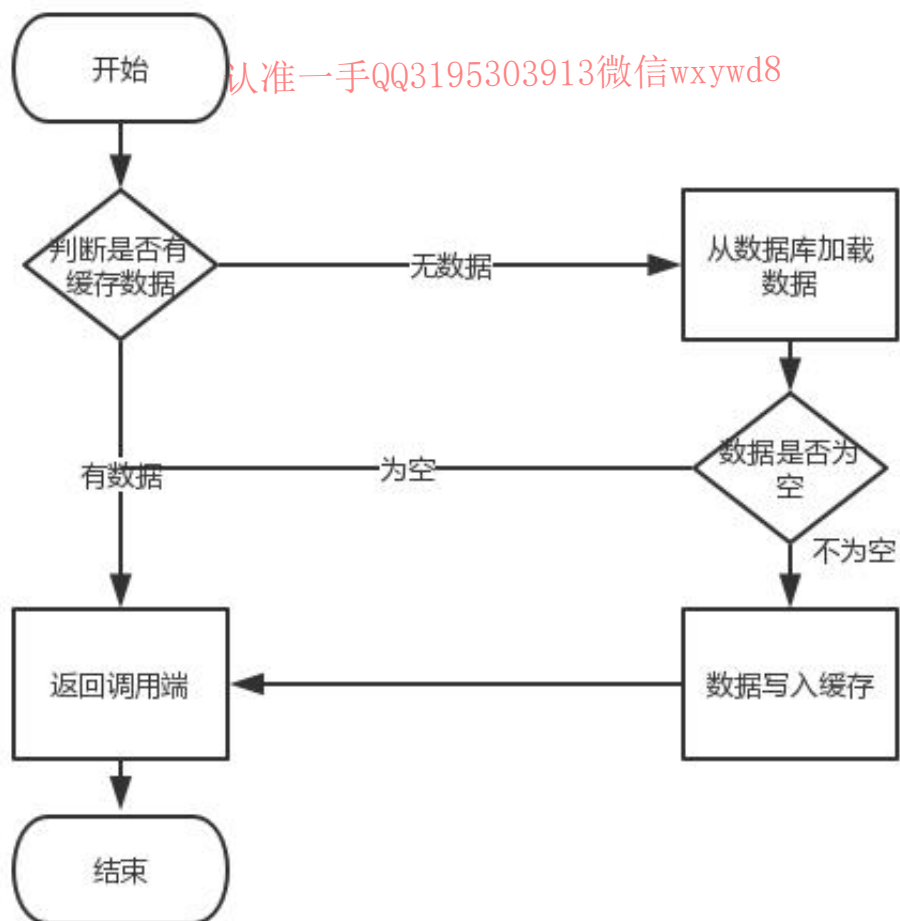 开始
认准一手QQ3195303913微信wxywd8
判断是否有
缓存数据
无数据
从数据库加载
数据
有数据
为空
数据是否为
空
不为空
返回调用端
数据写入缓存
结束